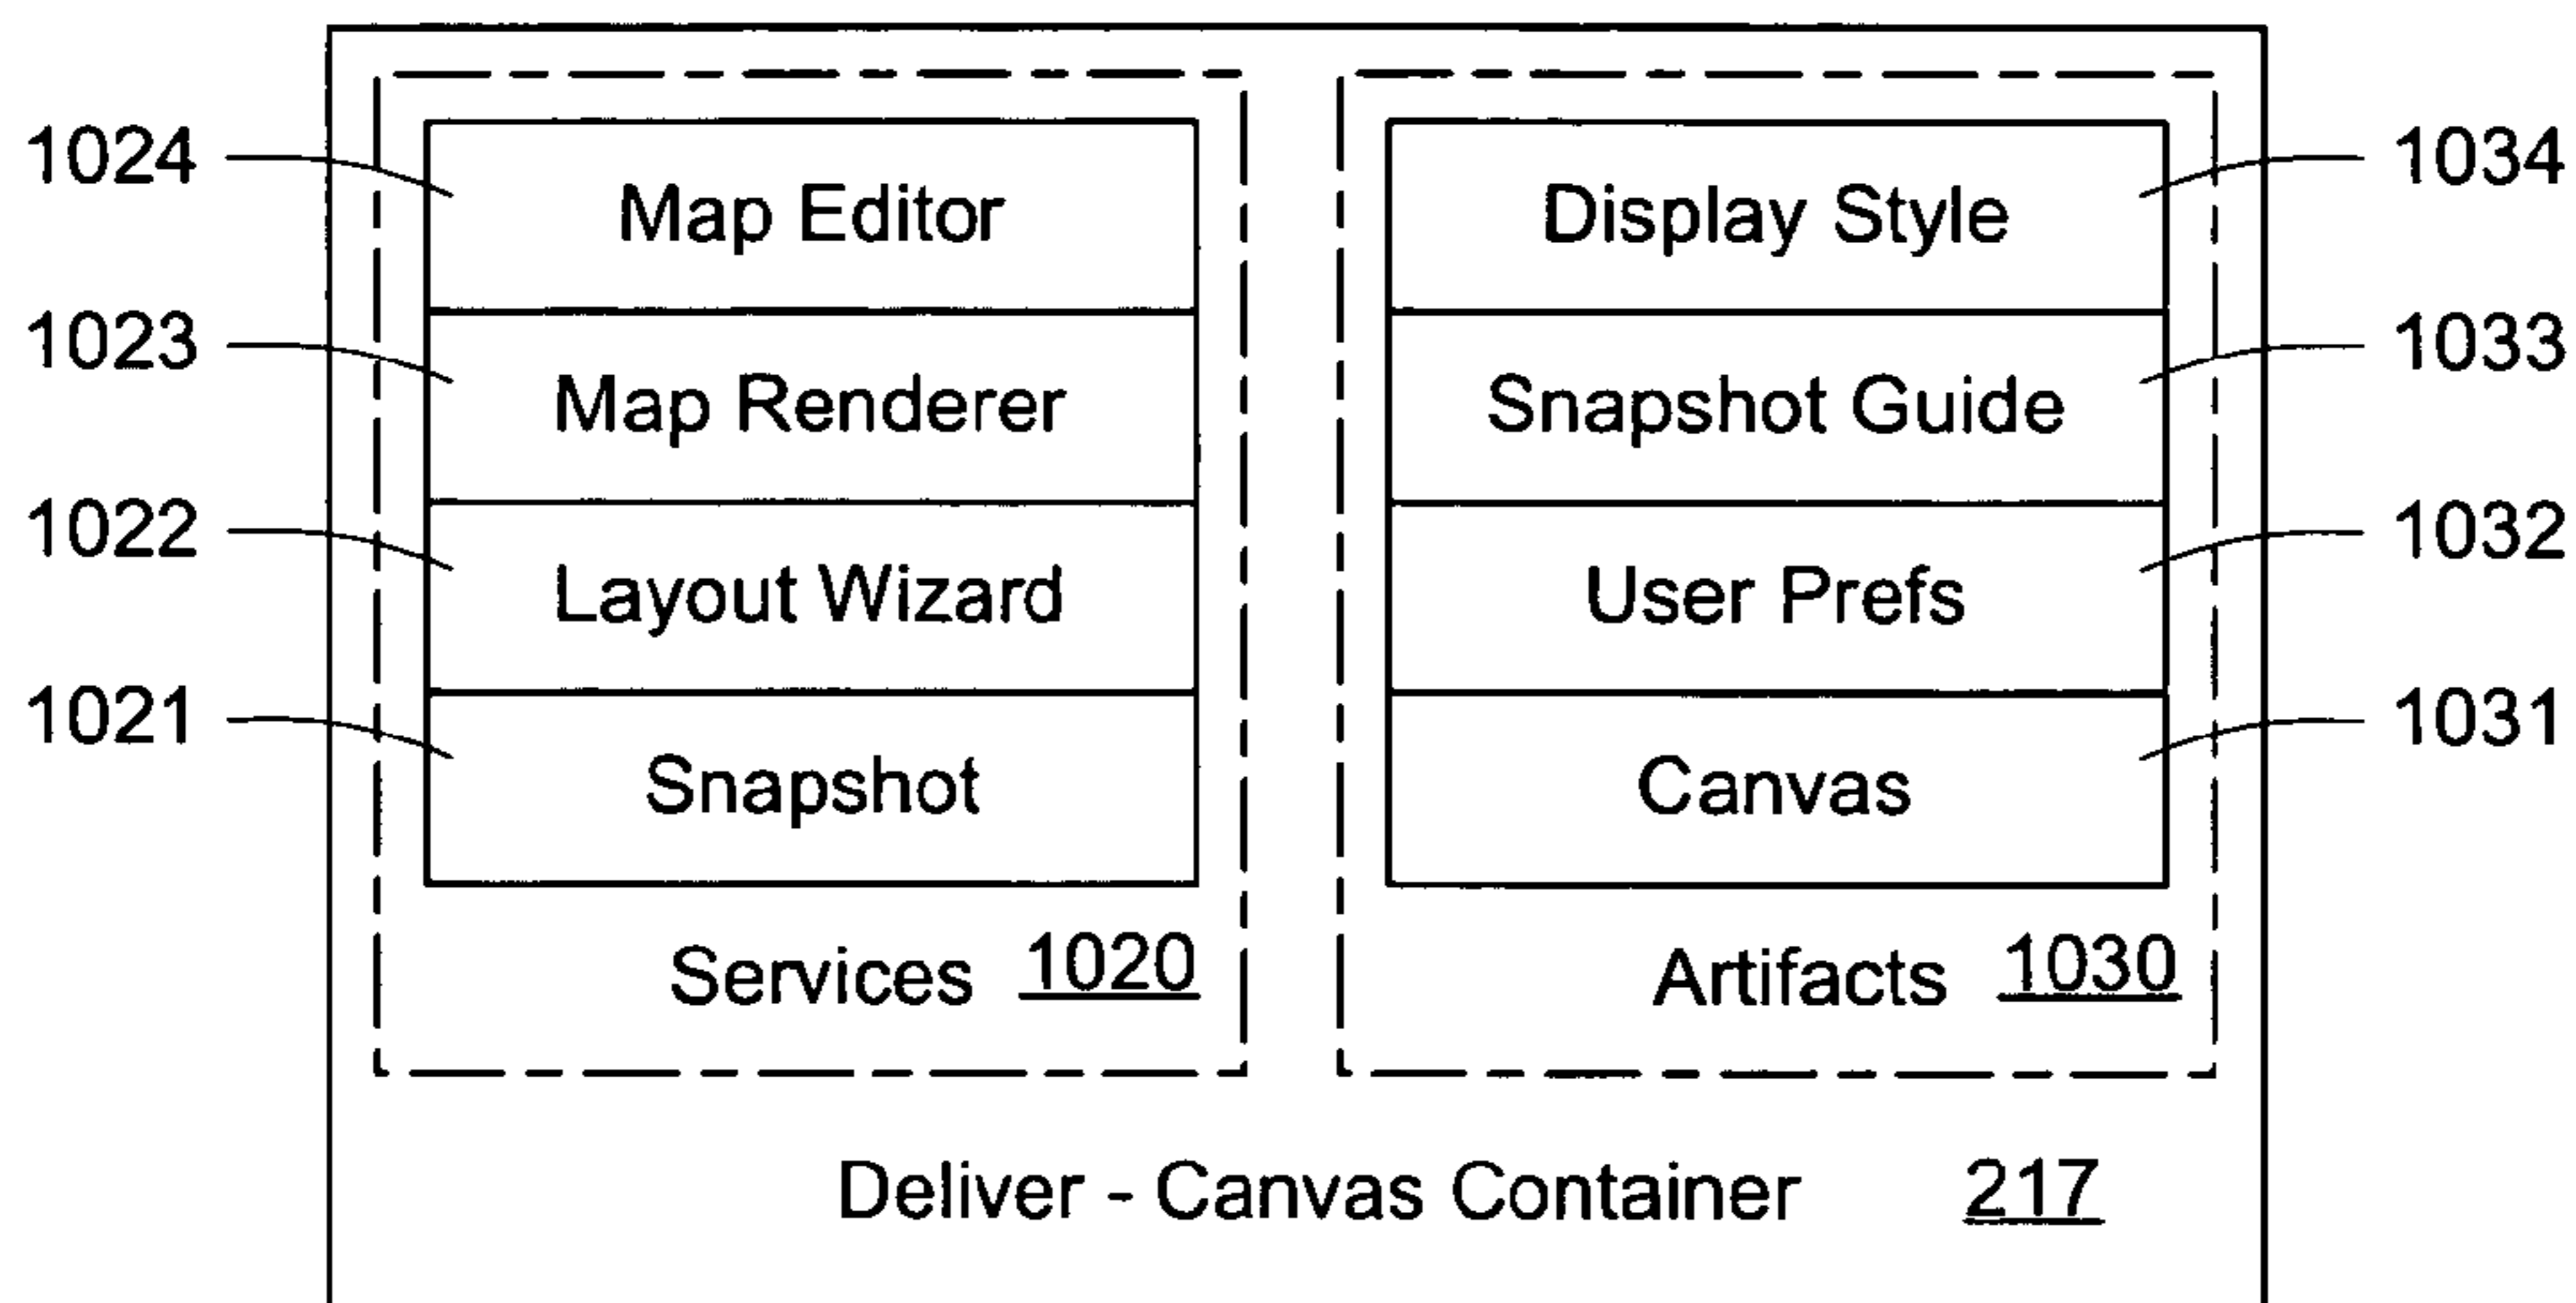 1024 Map Editor Display Style 1034
1023 Map Renderer Snapshot Guide 1033
1022 Layout Wizard User Prefs 1032
1021 Snapshot Canvas 1031
Services 1020 Artifacts 1030
Deliver - Canvas Container 217